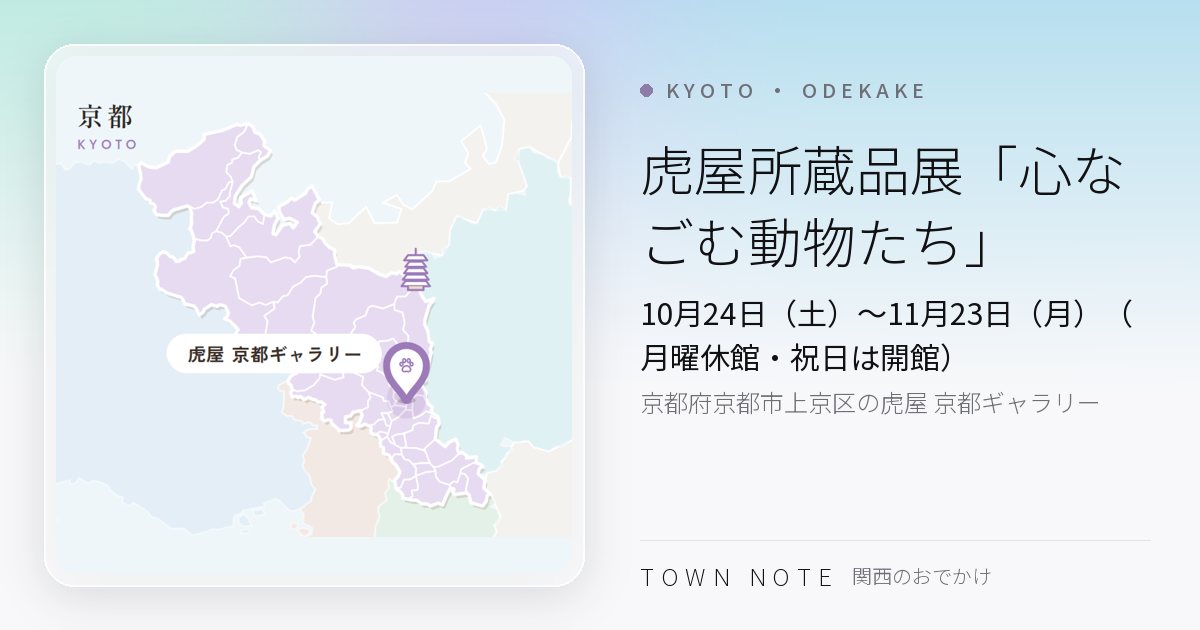 京都
KYOTO
虎屋 京都ギャラリー
KYOTO • ODEKAKE
虎屋所蔵品展「心な
ごむ動物たち」
10月24日（土）〜11月23日（月）（
月曜休館・祝日は開館）
京都府京都市上京区の虎屋 京都ギャラリー
TOWN NOTE 関西のおでかけ